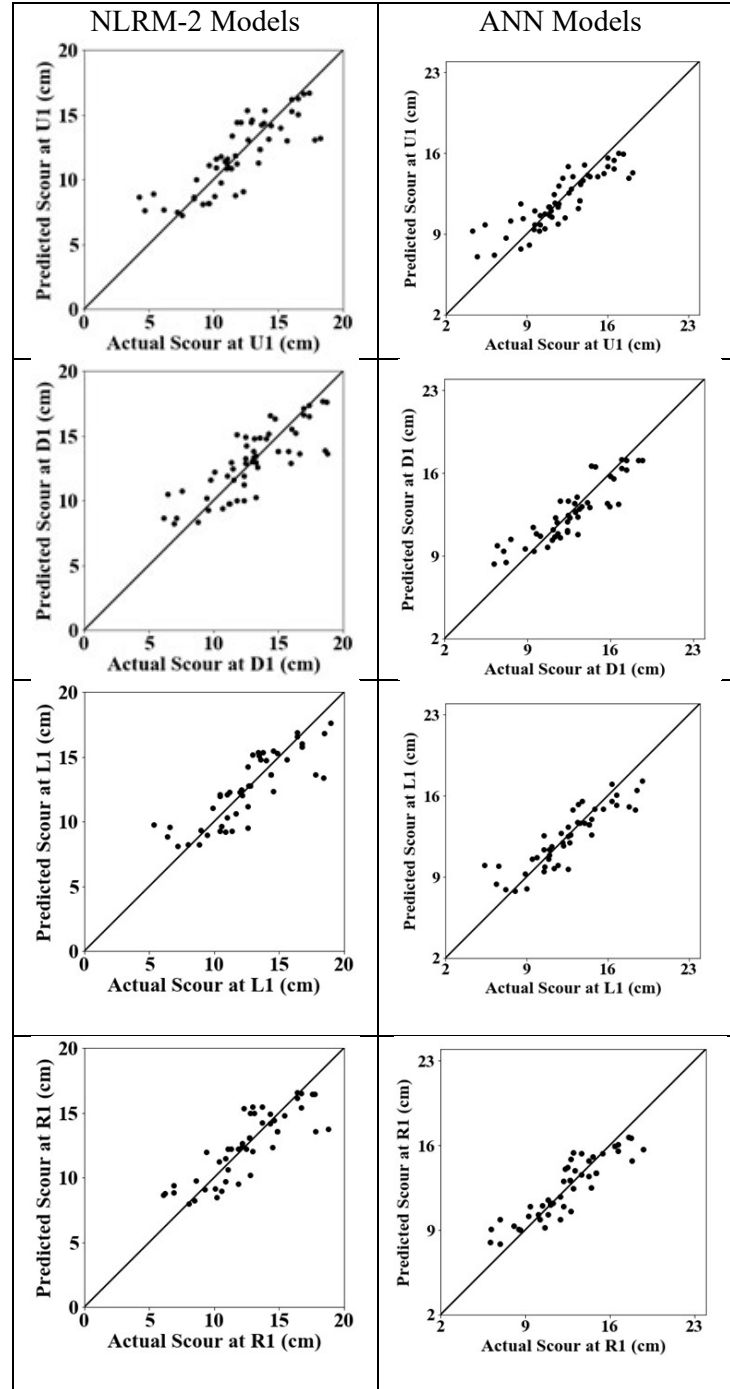 NLRM-2 Models
ANN Models
Predicted Scour at U1 (cm)
20
15
10
5
0
0 5 10 15 20
Actual Scour at U1 (cm)
Predicted Scour at U1 (cm)
23
16
9
2
2 9 16 23
Actual Scour at U1 (cm)
Predicted Scour at D1 (cm)
20
15
10
5
0
0 5 10 15 20
Actual Scour at D1 (cm)
Predicted Scour at D1 (cm)
23
16
9
2
2 9 16 23
Actual Scour at D1 (cm)
Predicted Scour at L1 (cm)
20
15
10
5
0
0 5 10 15 20
Actual Scour at L1 (cm)
Predicted Scour at L1 (cm)
23
16
9
2
2 9 16 23
Actual Scour at L1 (cm)
Predicted Scour at R1 (cm)
20
15
10
5
0
0 5 10 15 20
Actual Scour at R1 (cm)
Predicted Scour at R1 (cm)
23
16
9
2
2 9 16 23
Actual Scour at R1 (cm)